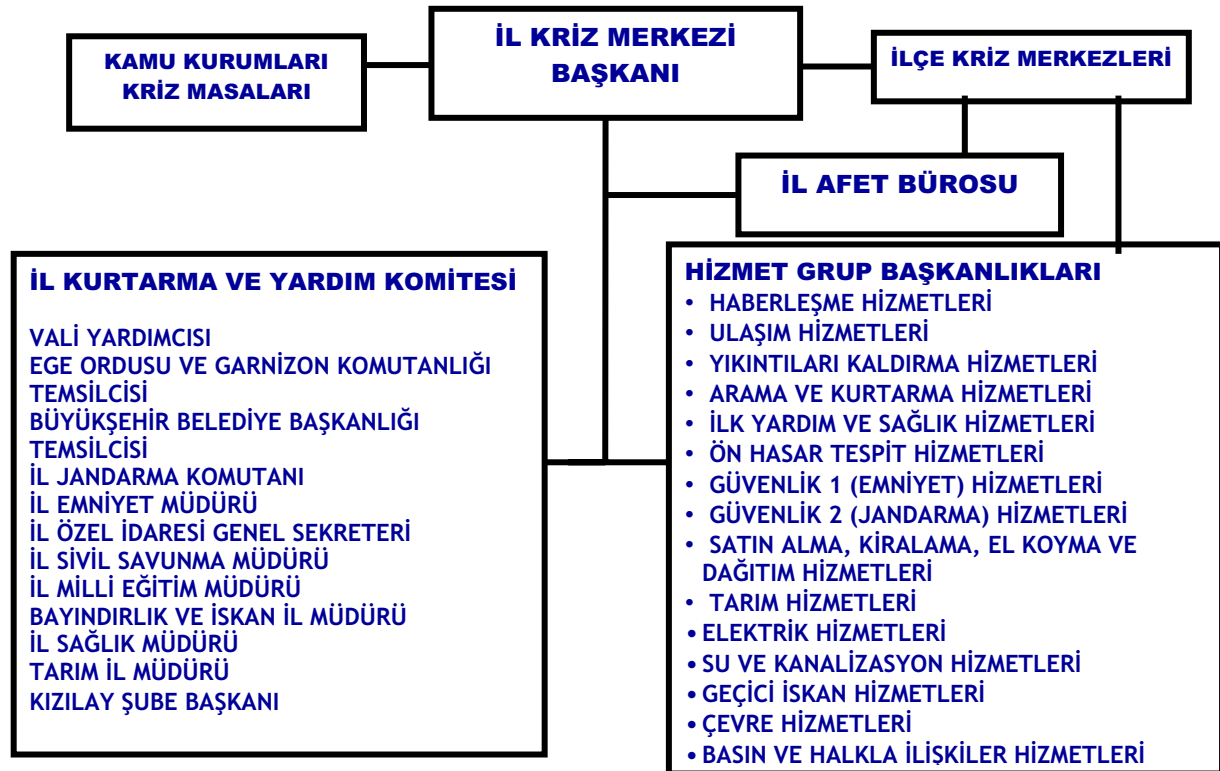 İL KRİZ MERKEZİ
BAŞKANI
KAMU KURUMLARI
KRİZ MASALARI
İLÇE KRİZ MERKEZLERİ
İL AFET BÜROSU
İL KURTARMA VE YARDIM KOMİTESİ
VALİ YARDIMCISI
EGE ORDUSU VE GARNİZON KOMUTANLIĞI
TEMSİLCİSİ
BÜYÜKŞEHİR BELEDİYE BAŞKANLIĞI
TEMSİLCİSİ
İL JANDARMA KOMUTANI
İL EMNİYET MÜDÜRÜ
İL ÖZEL İDARESİ GENEL SEKRETERİ
İL SİVİL SAVUNMA MÜDÜRÜ
İL MİLLİ EĞİTİM MÜDÜRÜ
BAYINDIRLIK VE İSKAN İL MÜDÜRÜ
İL SAĞLIK MÜDÜRÜ
TARIM İL MÜDÜRÜ
KIZILAY ŞUBE BAŞKANI
HİZMET GRUP BAŞKANLIKLARI
• HABERLEŞME HİZMETLERİ
• ULAŞIM HİZMETLERİ
• YIKINTILARI KALDIRMA HİZMETLERİ
• ARAMA VE KURTARMA HİZMETLERİ
• İLK YARDIM VE SAĞLIK HİZMETLERİ
• ÖN HASAR TESPİT HİZMETLERİ
• GÜVENLİK 1 (EMNİYET) HİZMETLERİ
• GÜVENLİK 2 (JANDARMA) HİZMETLERİ
• SATIN ALMA, KİRALAMA, EL KOYMA VE
DAĞITIM HİZMETLERİ
• TARIM HİZMETLERİ
• ELEKTRİK HİZMETLERİ
• SU VE KANALİZASYON HİZMETLERİ
• GEÇİCİ İSKAN HİZMETLERİ
• ÇEVRE HİZMETLERİ
• BASIN VE HALKLA İLİŞKİLER HİZMETLERİ